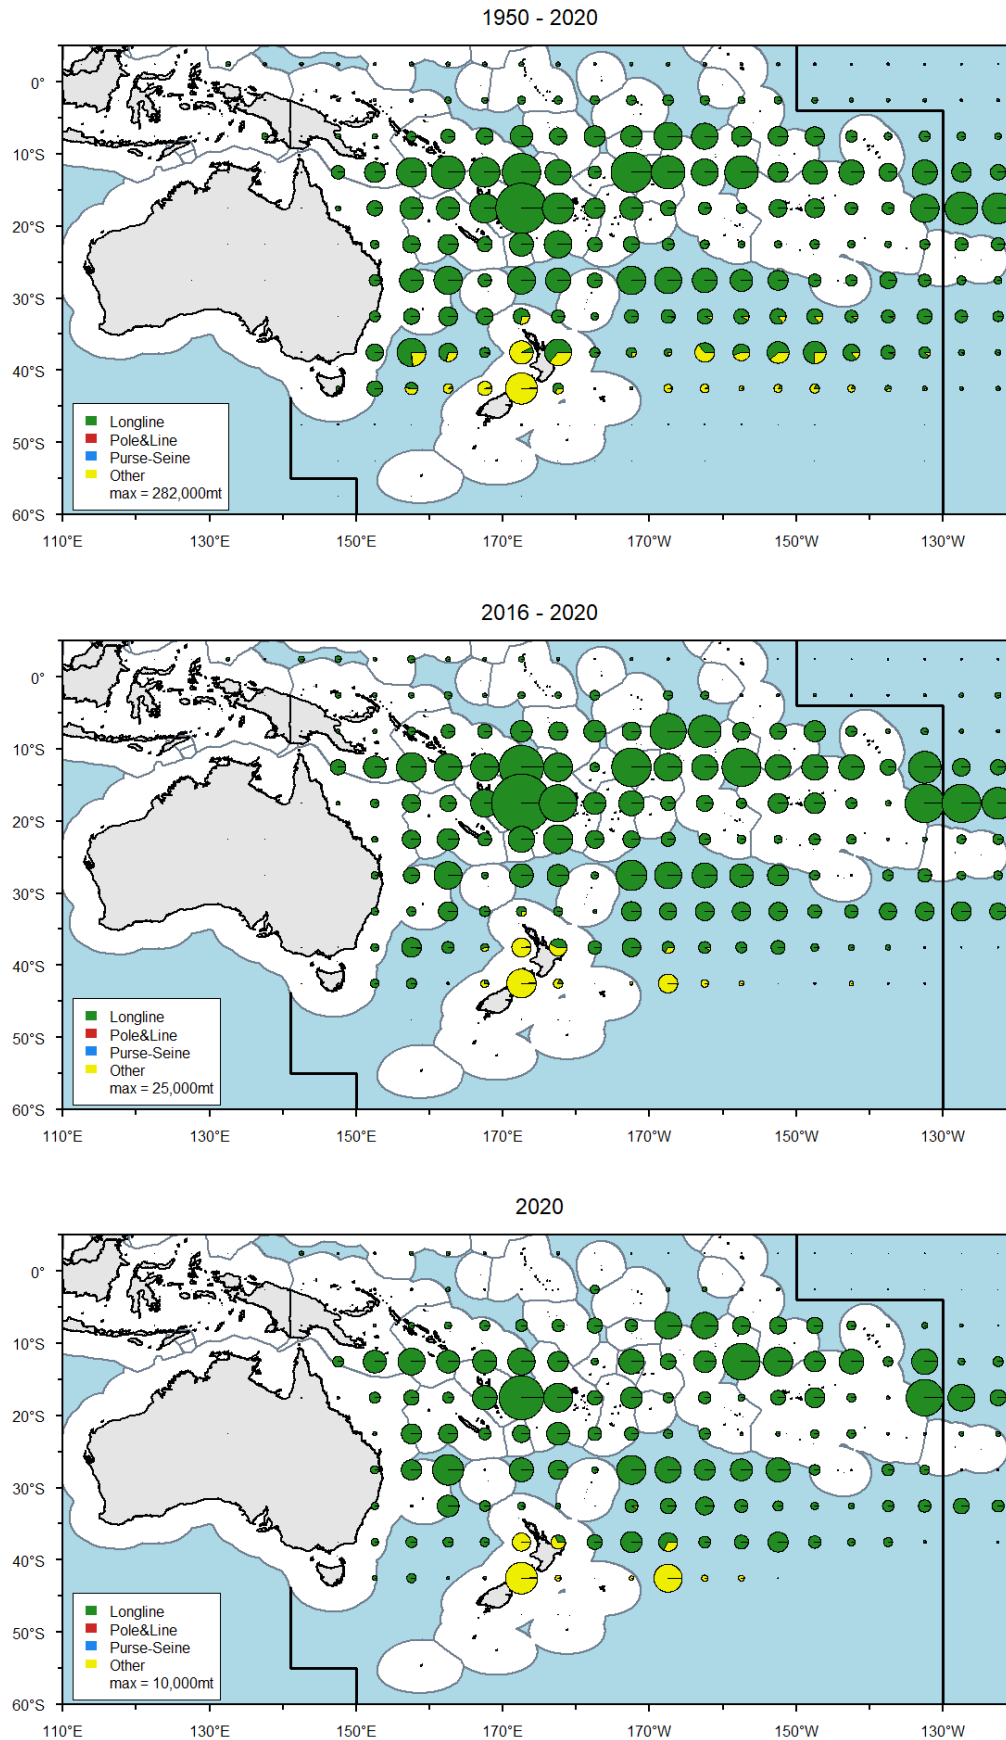 1950 - 2020
0°
10°S
20°S
30°S
40°S
50°S
60°S
Longline
Pole&Line
Purse-Seine
Other
max = 282,000mt
110°E 130°E 150°E 170°E 170°W 150°W 130°W
2016 - 2020
0°
10°S
20°S
30°S
40°S
50°S
60°S
Longline
Pole&Line
Purse-Seine
Other
max = 25,000mt
110°E 130°E 150°E 170°E 170°W 150°W 130°W
2020
0°
10°S
20°S
30°S
40°S
50°S
60°S
Longline
Pole&Line
Purse-Seine
Other
max = 10,000mt
110°E 130°E 150°E 170°E 170°W 150°W 130°W